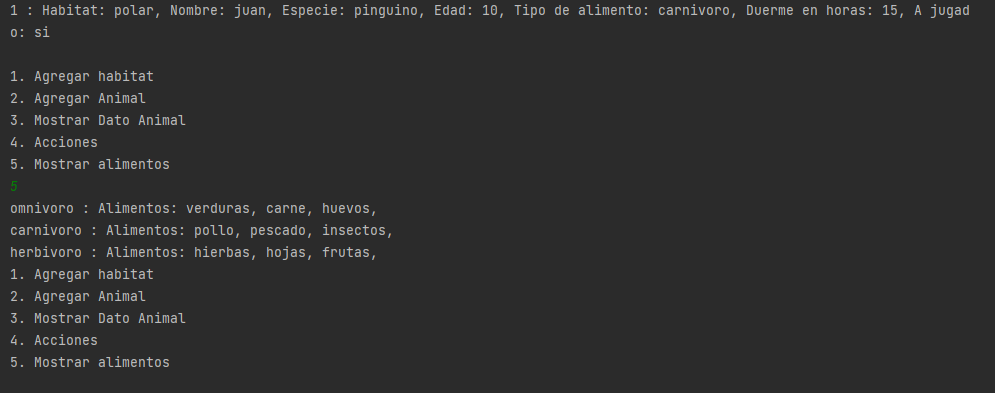 1 : Habitat: polar, Nombre: juan, Especie: pinguino, Edad: 10, Tipo de alimento: carnivoro, Duerme en horas: 15, A jugad
o: si
1. Agregar habitat
2. Agregar Animal
3. Mostrar Dato Animal
4. Acciones
5. Mostrar alimentos
5
omnivoro : Alimentos: verduras, carne, huevos,
carnivoro : Alimentos: pollo, pescado, insectos,
herbivoro : Alimentos: hierbas, hojas, frutas,
1. Agregar habitat
2. Agregar Animal
3. Mostrar Dato Animal
4. Acciones
5. Mostrar alimentos